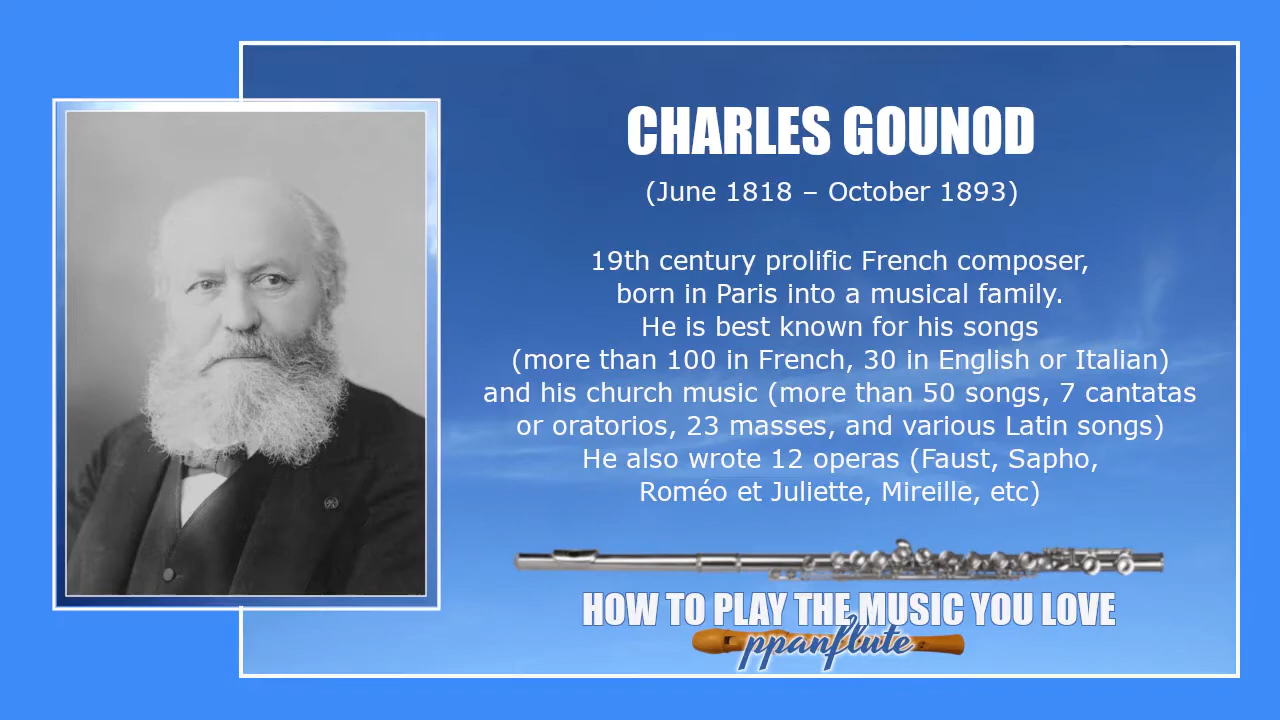 CHARLES GOUNOD
(June 1818 – October 1893)
19th century prolific French composer,
born in Paris into a musical family.
He is best known for his songs
(more than 100 in French, 30 in English or Italian)
and his church music (more than 50 songs, 7 cantatas
or oratorios, 23 masses, and various Latin songs)
He also wrote 12 operas (Faust, Sapho,
Roméo et Juliette, Mireille, etc)
HOW TO PLAY THE MUSIC YOU LOVE
ppanflute